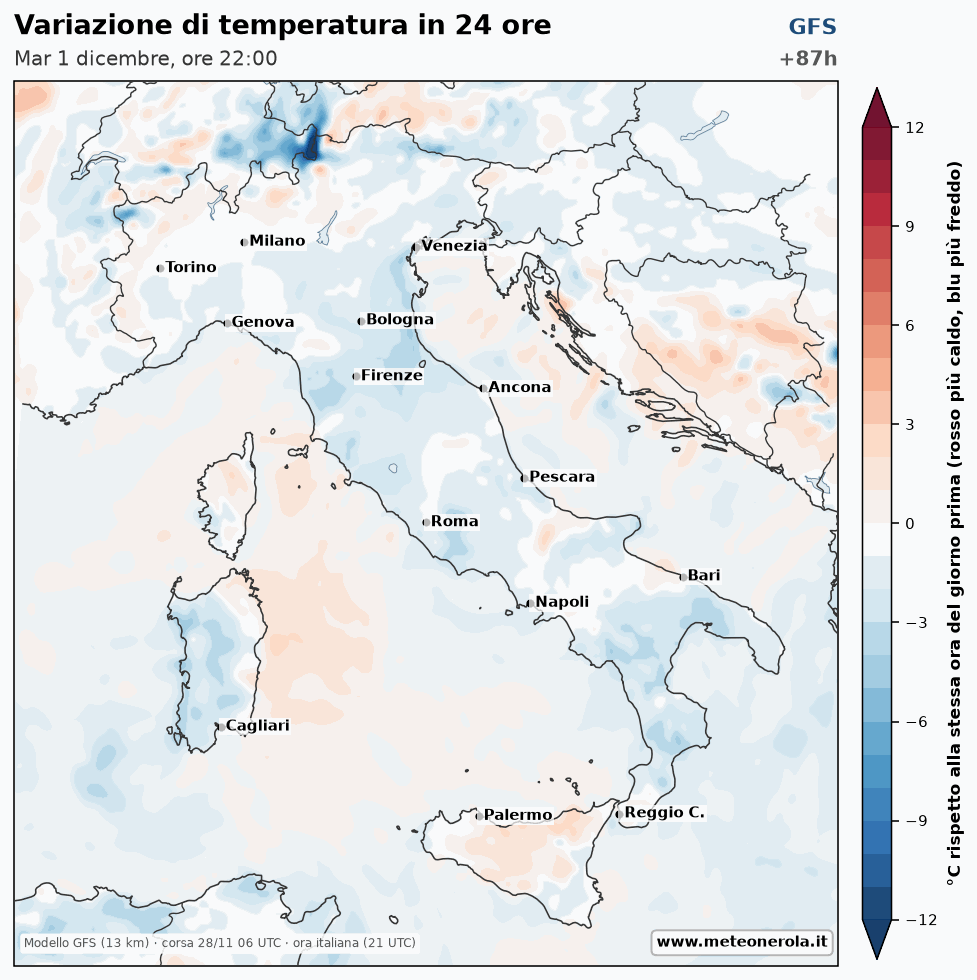 Variazione di temperatura in 24 ore
GFS
Mar 1 dicembre, ore 22:00
+87h
Milano
Venezia
Torino
Genova
Bologna
Firenze
Ancona
Pescara
Roma
Bari
Napoli
Cagliari
Palermo
Reggio C.
12
9
6
3
0
−3
−6
−9
−12
°C rispetto alla stessa ora del giorno prima (rosso più caldo, blu più freddo)
Modello GFS (13 km) · corsa 28/11 06 UTC · ora italiana (21 UTC)
www.meteonerola.it